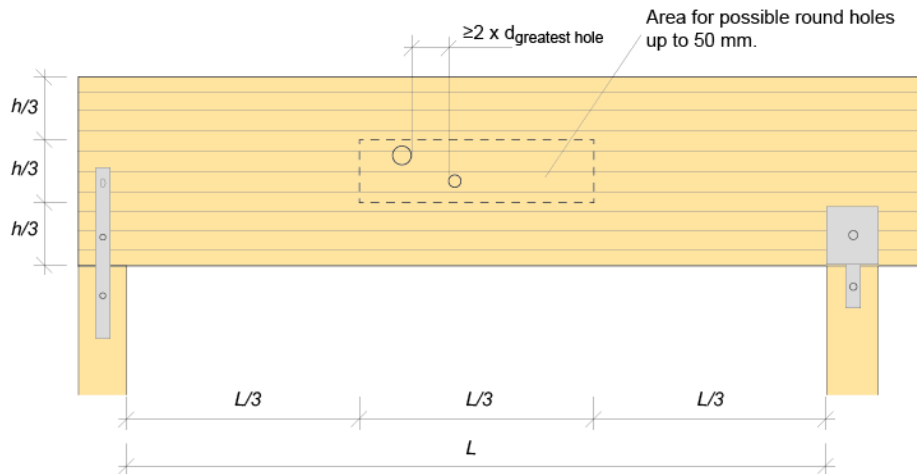 ≥2 x dgreatest hole
Area for possible round holes
up to 50 mm.
h/3
h/3
h/3
L/3
L/3
L/3
L